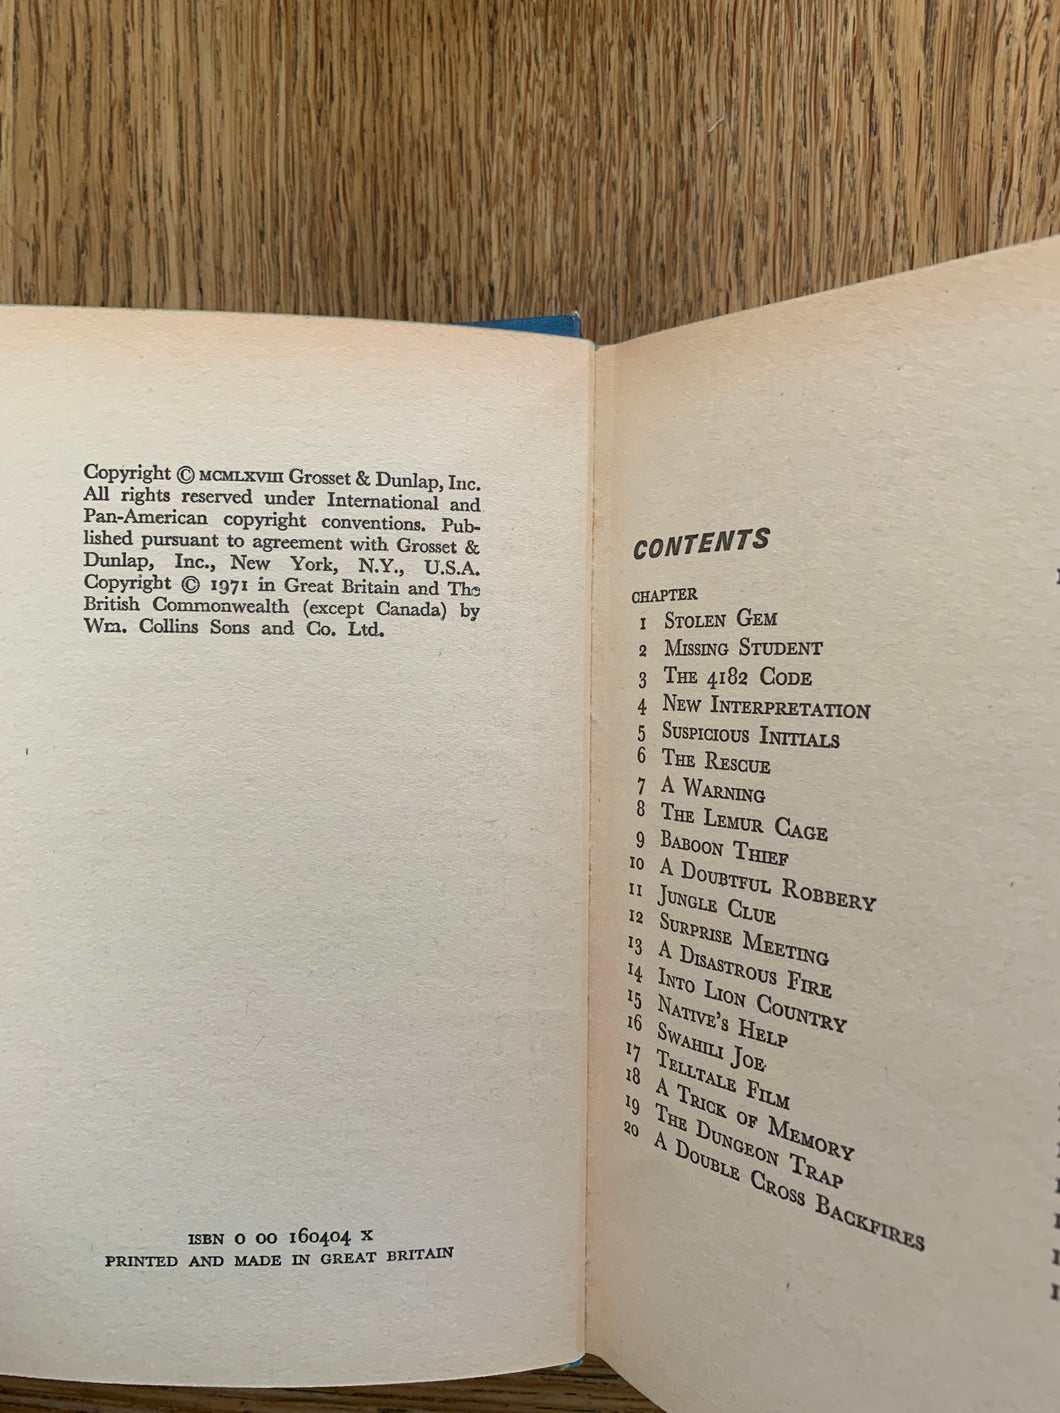 Copyright © MCMLXVIII Grosset & Dunlap, Inc.
All rights reserved under International and
Pan-American copyright conventions. Pub-
lished pursuant to agreement with Grosset &
Dunlap, Inc., New York, N.Y., U.S.A.
Copyright © 1971 in Great Britain and The
British Commonwealth (except Canada) by
Wm. Collins Sons and Co. Ltd.
ISBN 0 00 160404 X
PRINTED AND MADE IN GREAT BRITAIN
CONTENTS
CHAPTER
1 STOLEN GEM
2 MISSING STUDENT
3 THE 4182 CODE
4 NEW INTERPRETATION
5 SUSPICIOUS INITIALS
6 THE RESCUE
7 A WARNING
8 THE LEMUR CAGE
9 BABOON THIEF
10 A DOUBTFUL ROBBERY
11 JUNGLE CLUE
12 SURPRISE MEETING
13 A DISASTROUS FIRE
14 INTO LION COUNTRY
15 NATIVE'S HELP
16 SWAHILI JOE
17 TELLTALE FILM
18 A TRICK OF MEMORY
19 THE DUNGEON TRAP
20 A DOUBLE CROSS BACKFIRES